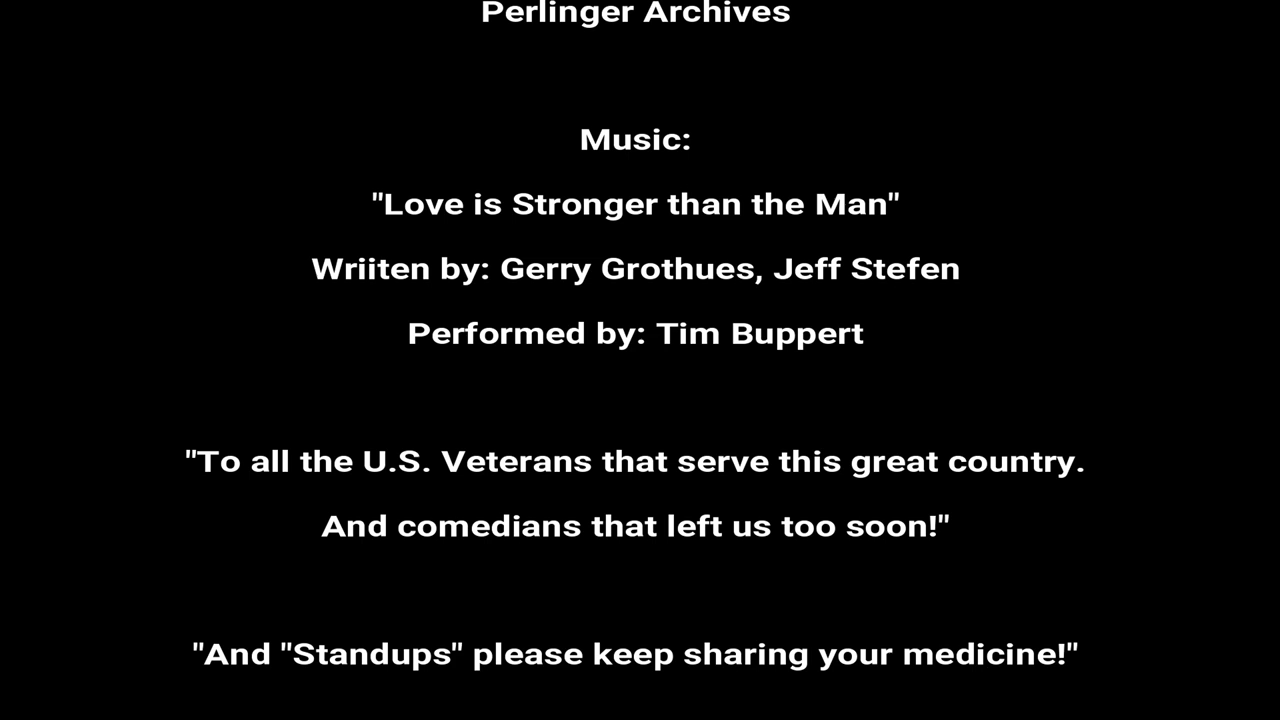 Perlinger Archives
Music:
"Love is Stronger than the Man"
Wriiten by: Gerry Grothues, Jeff Stefen
Performed by: Tim Buppert
"To all the U.S. Veterans that serve this great country.
And comedians that left us too soon!"
"And "Standups" please keep sharing your medicine!"